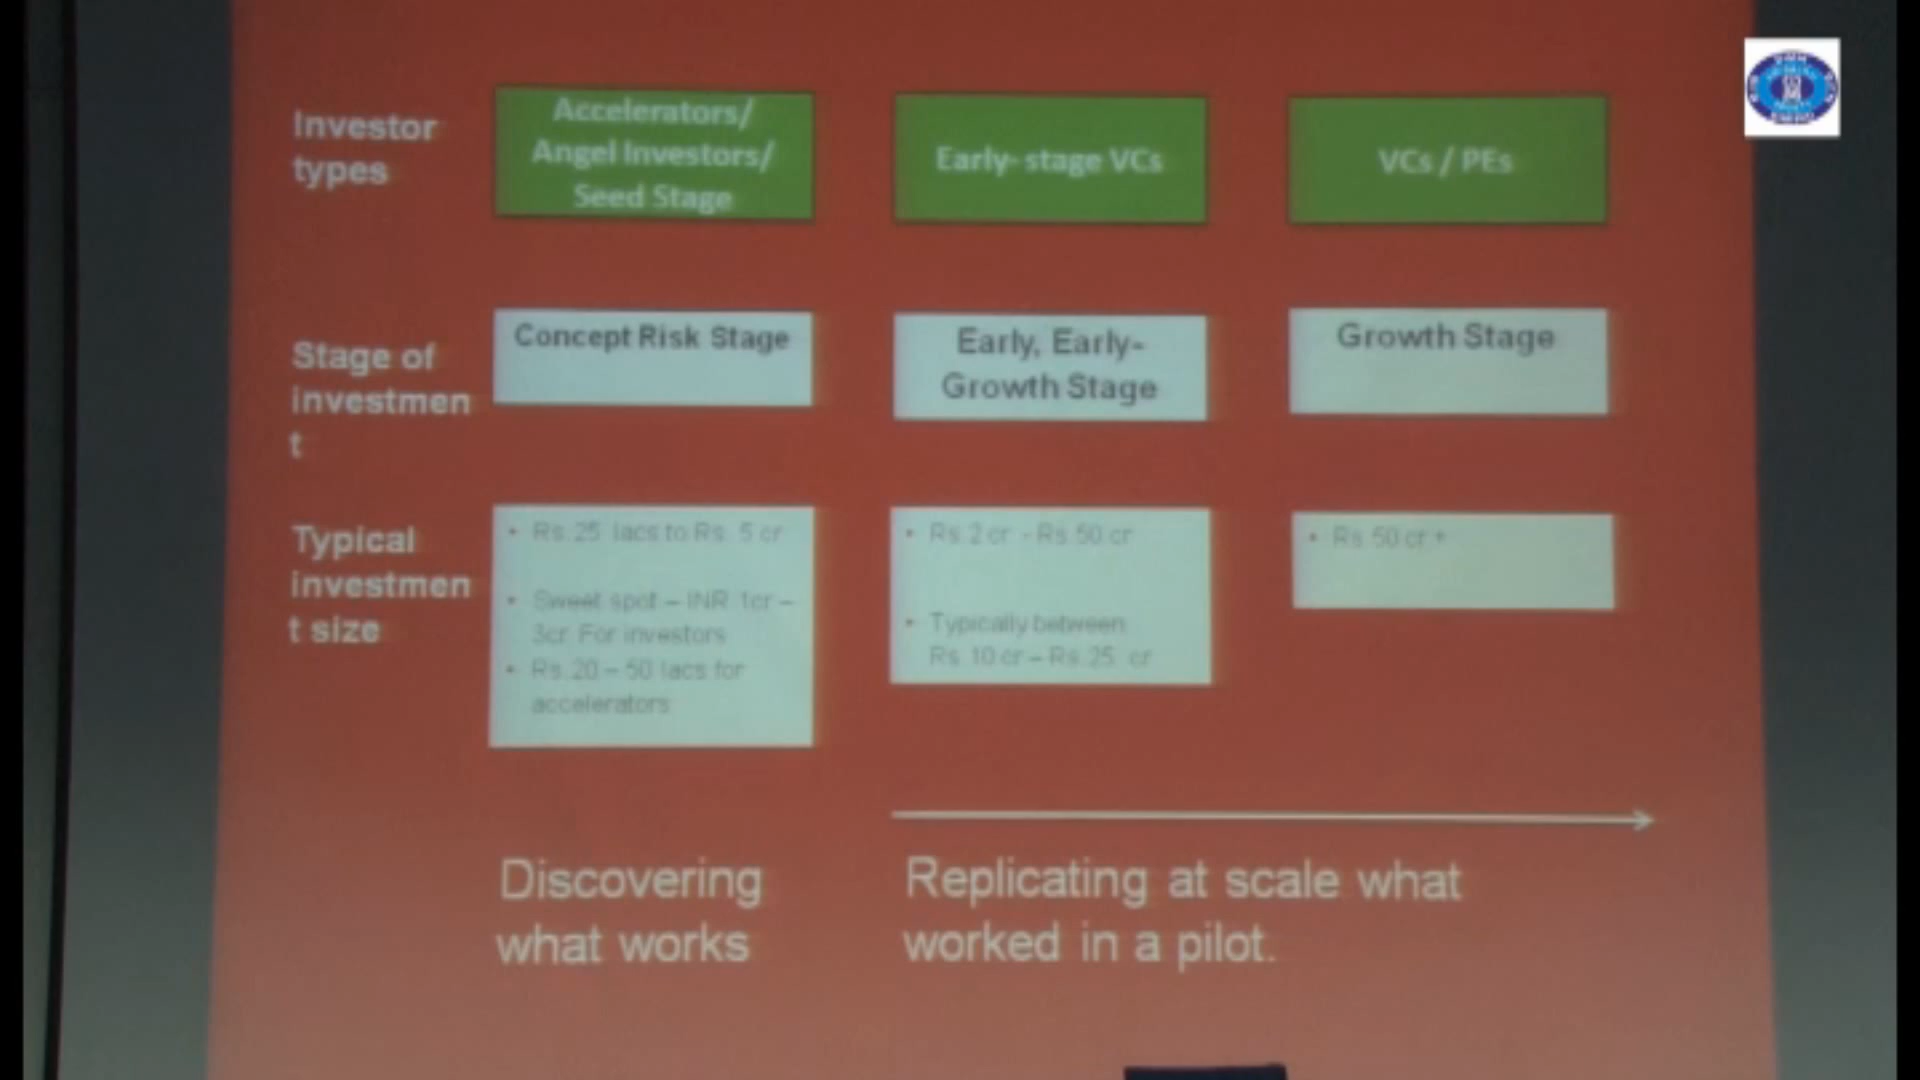 Investor
types
Accelerators/
Angel Investors/
Seed Stage
Early-stage VCs
VCs / PEs
Stage of
investmen
t
Concept Risk Stage
Early, Early-
Growth Stage
Growth Stage
Typical
investmen
t size
• Rs.25 lacs to Rs. 5 cr
• Sweet spot – INR 1cr –
3cr For investors
• Rs.20 – 50 lacs for
accelerators
• Rs.2 cr - Rs.50 cr
• Typically between
Rs.10 cr – Rs.25 cr
• Rs 50 cr +
Discovering
what works
Replicating at scale what
worked in a pilot.